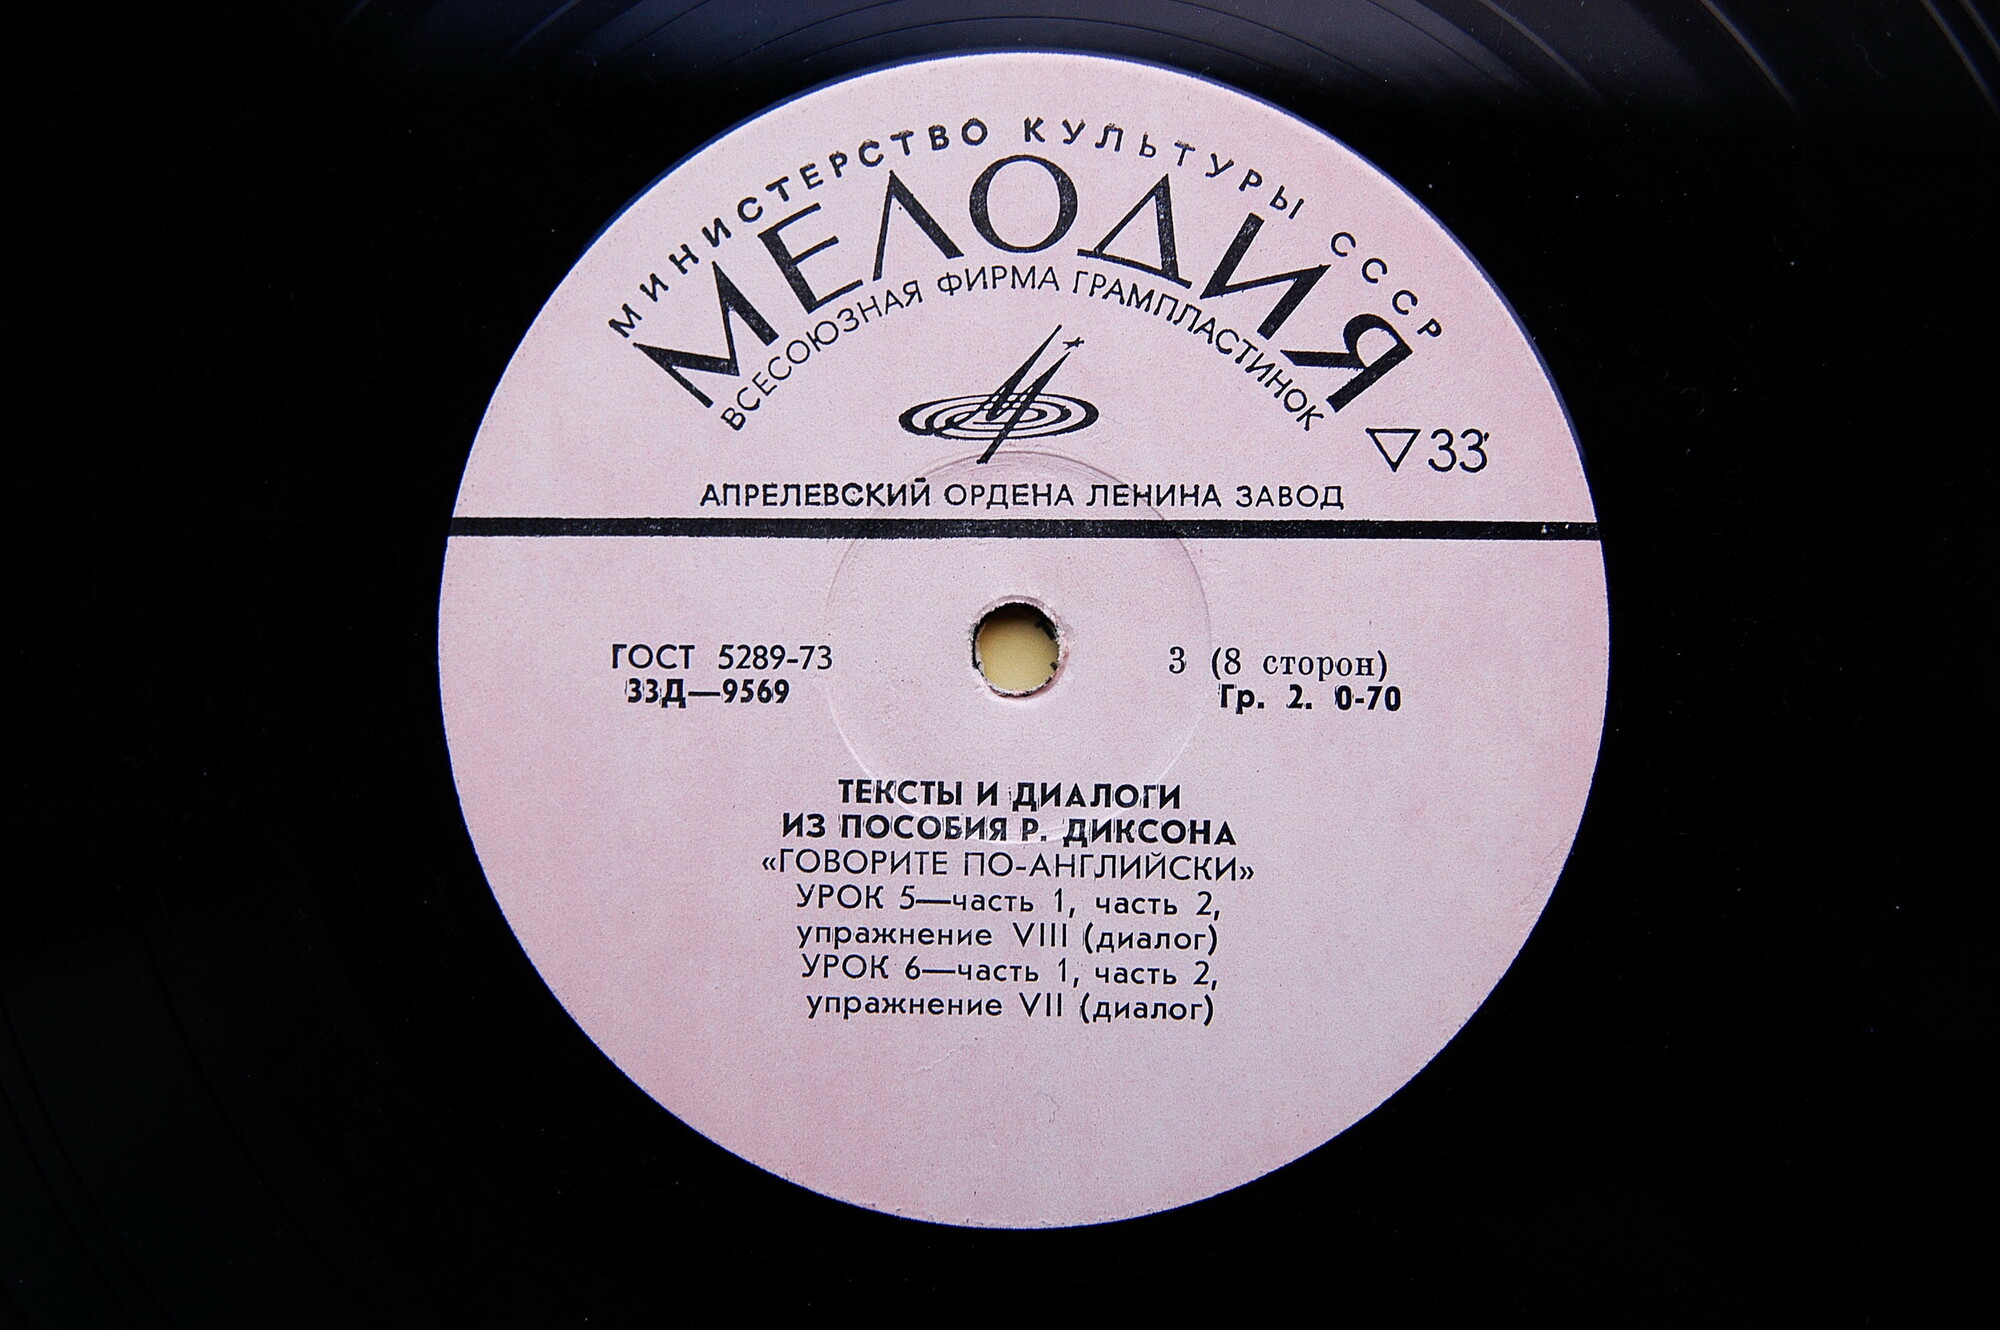 МИНИСТЕРСТВО КУЛЬТУРЫ СССР
МЕЛОДИЯ
ВСЕСОЮЗНАЯ ФИРМА ГРАМПЛАСТИНОК
▽33
АПРЕЛЕВСКИЙ ОРДЕНА ЛЕНИНА ЗАВОД
ГОСТ 5289-73
33Д—9569
3 (8 сторон)
Гр. 2. 0-70
ТЕКСТЫ И ДИАЛОГИ
ИЗ ПОСОБИЯ Р. ДИКСОНА
«ГОВОРИТЕ ПО-АНГЛИЙСКИ»
УРОК 5—часть 1, часть 2,
упражнение VIII (диалог)
УРОК 6—часть 1, часть 2,
упражнение VII (диалог)